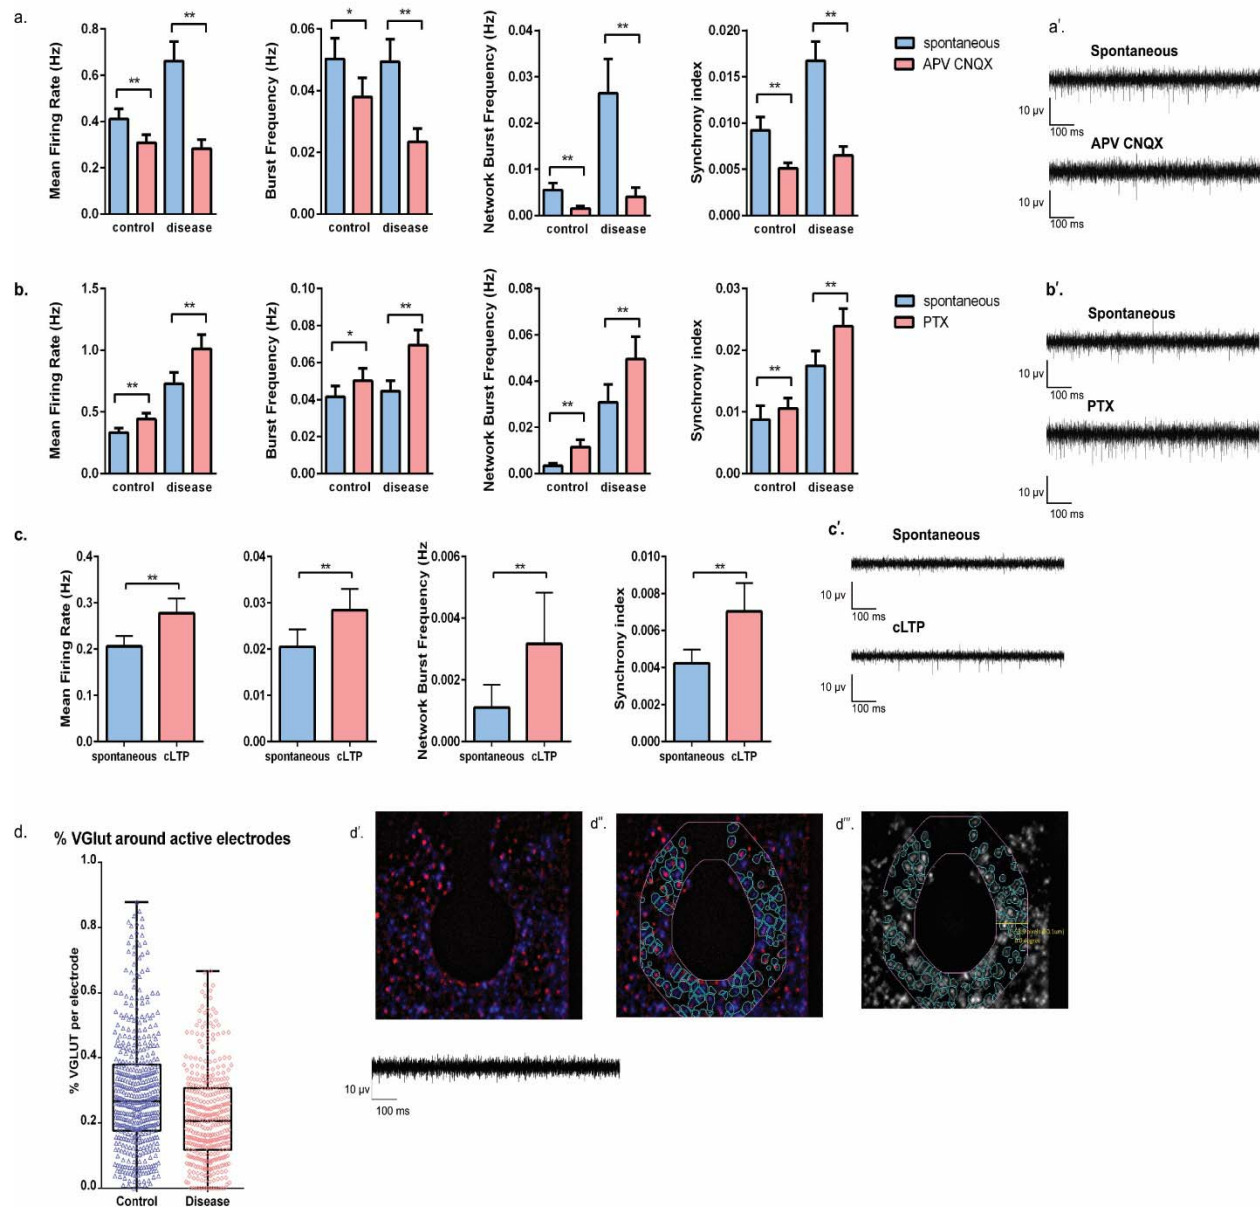 a.
Mean Firing Rate (Hz)
0.8
0.6
0.4
0.2
0.0
**
**
control disease
Burst Frequency (Hz)
0.06
0.04
0.02
0.00
*
**
control disease
Network Burst Frequency (Hz)
0.04
0.03
0.02
0.01
0.00
**
**
control disease
Synchrony index
0.020
0.015
0.010
0.005
0.000
**
**
control disease
spontaneous
APV CNQX
a'.
Spontaneous
10 µv
100 ms
APV CNQX
10 µv
100 ms
b.
Mean Firing Rate (Hz)
1.5
1.0
0.5
0.0
**
**
control disease
Burst Frequency (Hz)
0.10
0.08
0.06
0.04
0.02
0.00
*
**
control disease
Network Burst Frequency (Hz)
0.08
0.06
0.04
0.02
0.00
**
**
control disease
Synchrony index
0.03
0.02
0.01
0.00
**
**
control disease
spontaneous
PTX
b'.
Spontaneous
10 µv
100 ms
PTX
10 µv
100 ms
c.
Mean Firing Rate (Hz)
0.4
0.3
0.2
0.1
0.0
**
spontaneous cLTP
0.04
0.03
0.02
0.01
0.00
**
spontaneous cLTP
Network Burst Frequency (Hz
0.006
0.004
0.002
0.000
**
spontaneous cLTP
Synchrony index
0.010
0.008
0.006
0.004
0.002
0.000
**
spontaneous cLTP
c'.
Spontaneous
10 µv
100 ms
cLTP
10 µv
100 ms
d.
% VGlut around active electrodes
% VGLUT per electrode
1.0
0.8
0.6
0.4
0.2
0.0
Control Disease
d'.
d".
d"'.
10 µv
100 ms